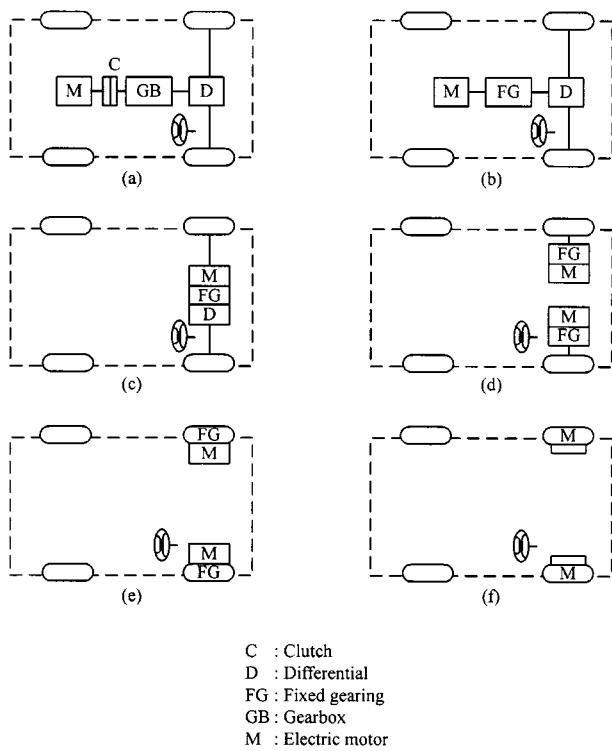 C
M GB D
(a)
M FG D
(b)
M
FG
D
(c)
FG
M
M
FG
(d)
FG
M
M
FG
(e)
M
M
(f)
C : Clutch
D : Differential
FG : Fixed gearing
GB : Gearbox
M : Electric motor